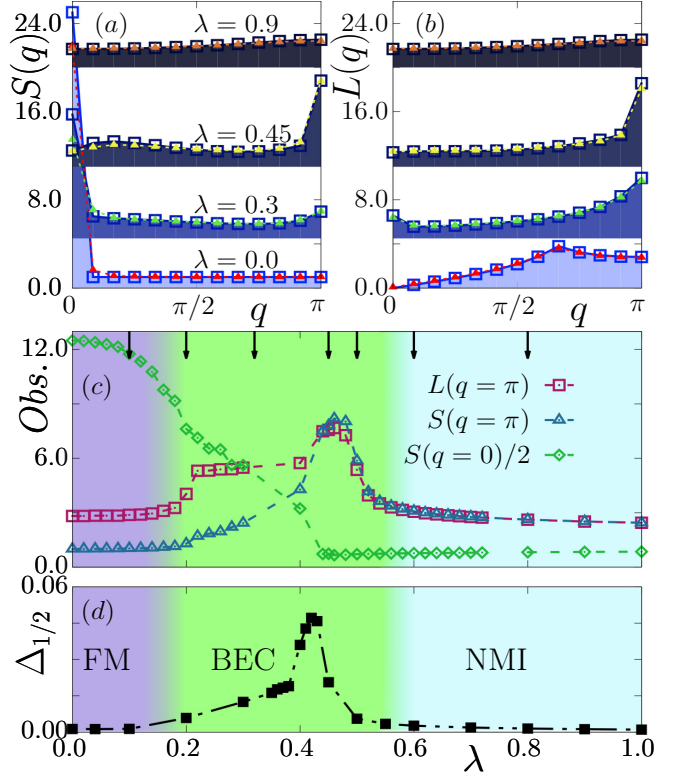 24.0
16.0
8.0
0.0
S(q)
(a)
λ = 0.9
λ = 0.45
λ = 0.3
λ = 0.0
0
π/2
q
π
24.0
16.0
8.0
0.0
L(q)
(b)
0
π/2
q
π
12.0
6.0
0.0
Obs.
(c)
L(q = π)
S(q = π)
S(q = 0)/2
0.06
0.00
Δ1/2
(d)
FM
BEC
NMI
0.0
0.2
0.4
0.6
0.8
1.0
λ